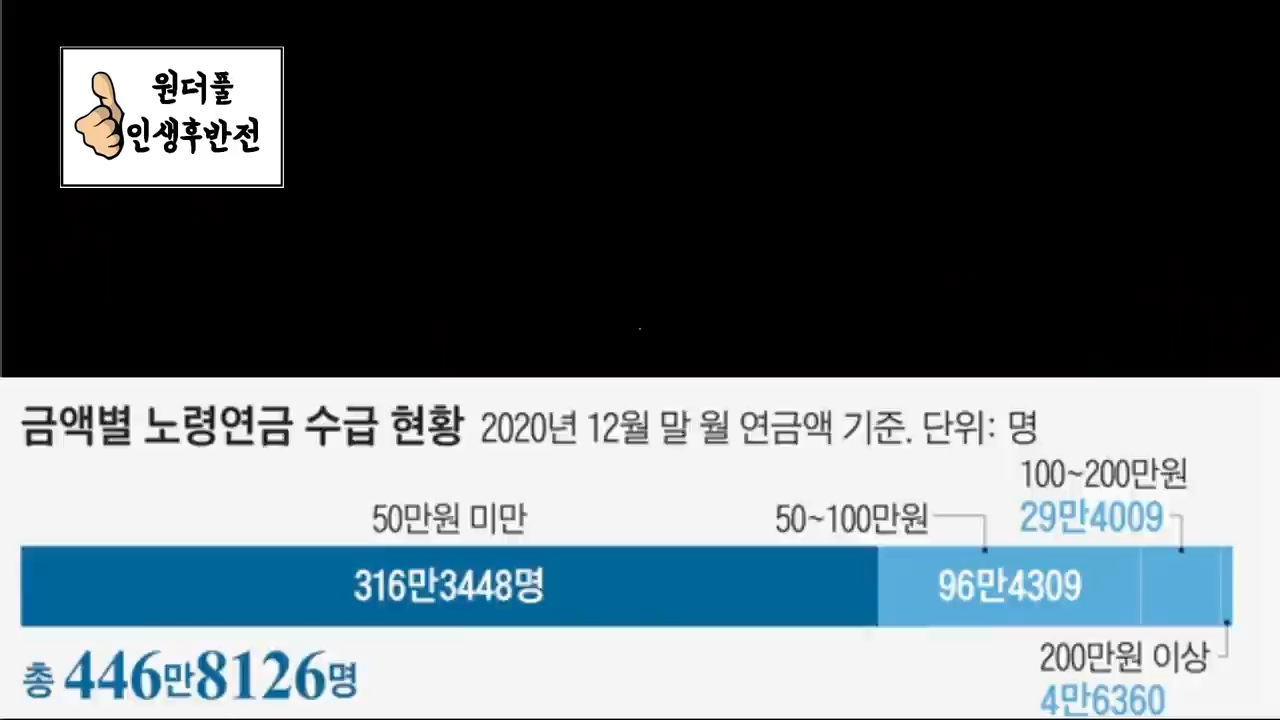 원더풀
인생후반전
금액별 노령연금 수급 현황 2020년 12월 말 월 연금액 기준. 단위: 명
100~200만원
29만4009
50만원 미만
50~100만원
316만3448명
96만4309
200만원 이상
4만6360
총 446만8126명